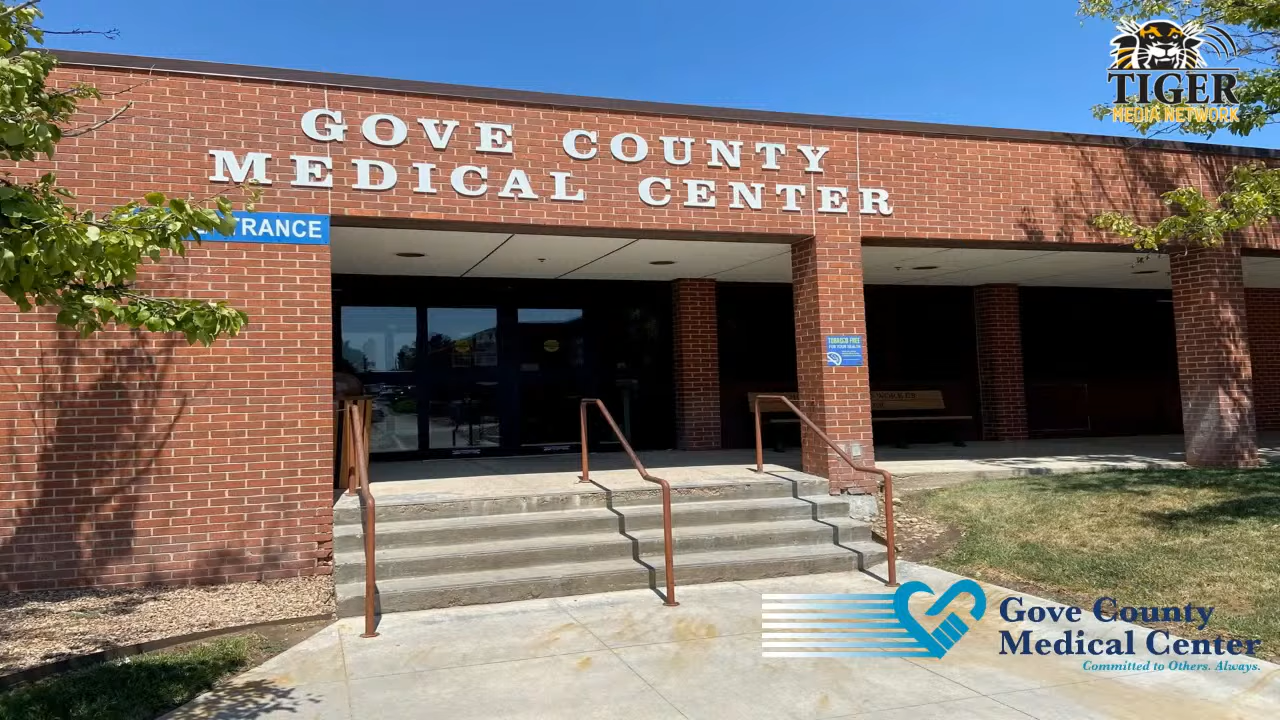 TIGER
MEDIA NETWORK
GOVE COUNTY
MEDICAL CENTER
ENTRANCE
TOBACCO FREE
FOR YOUR HEALTH
Gove County
Medical Center
Committed to Others. Always.